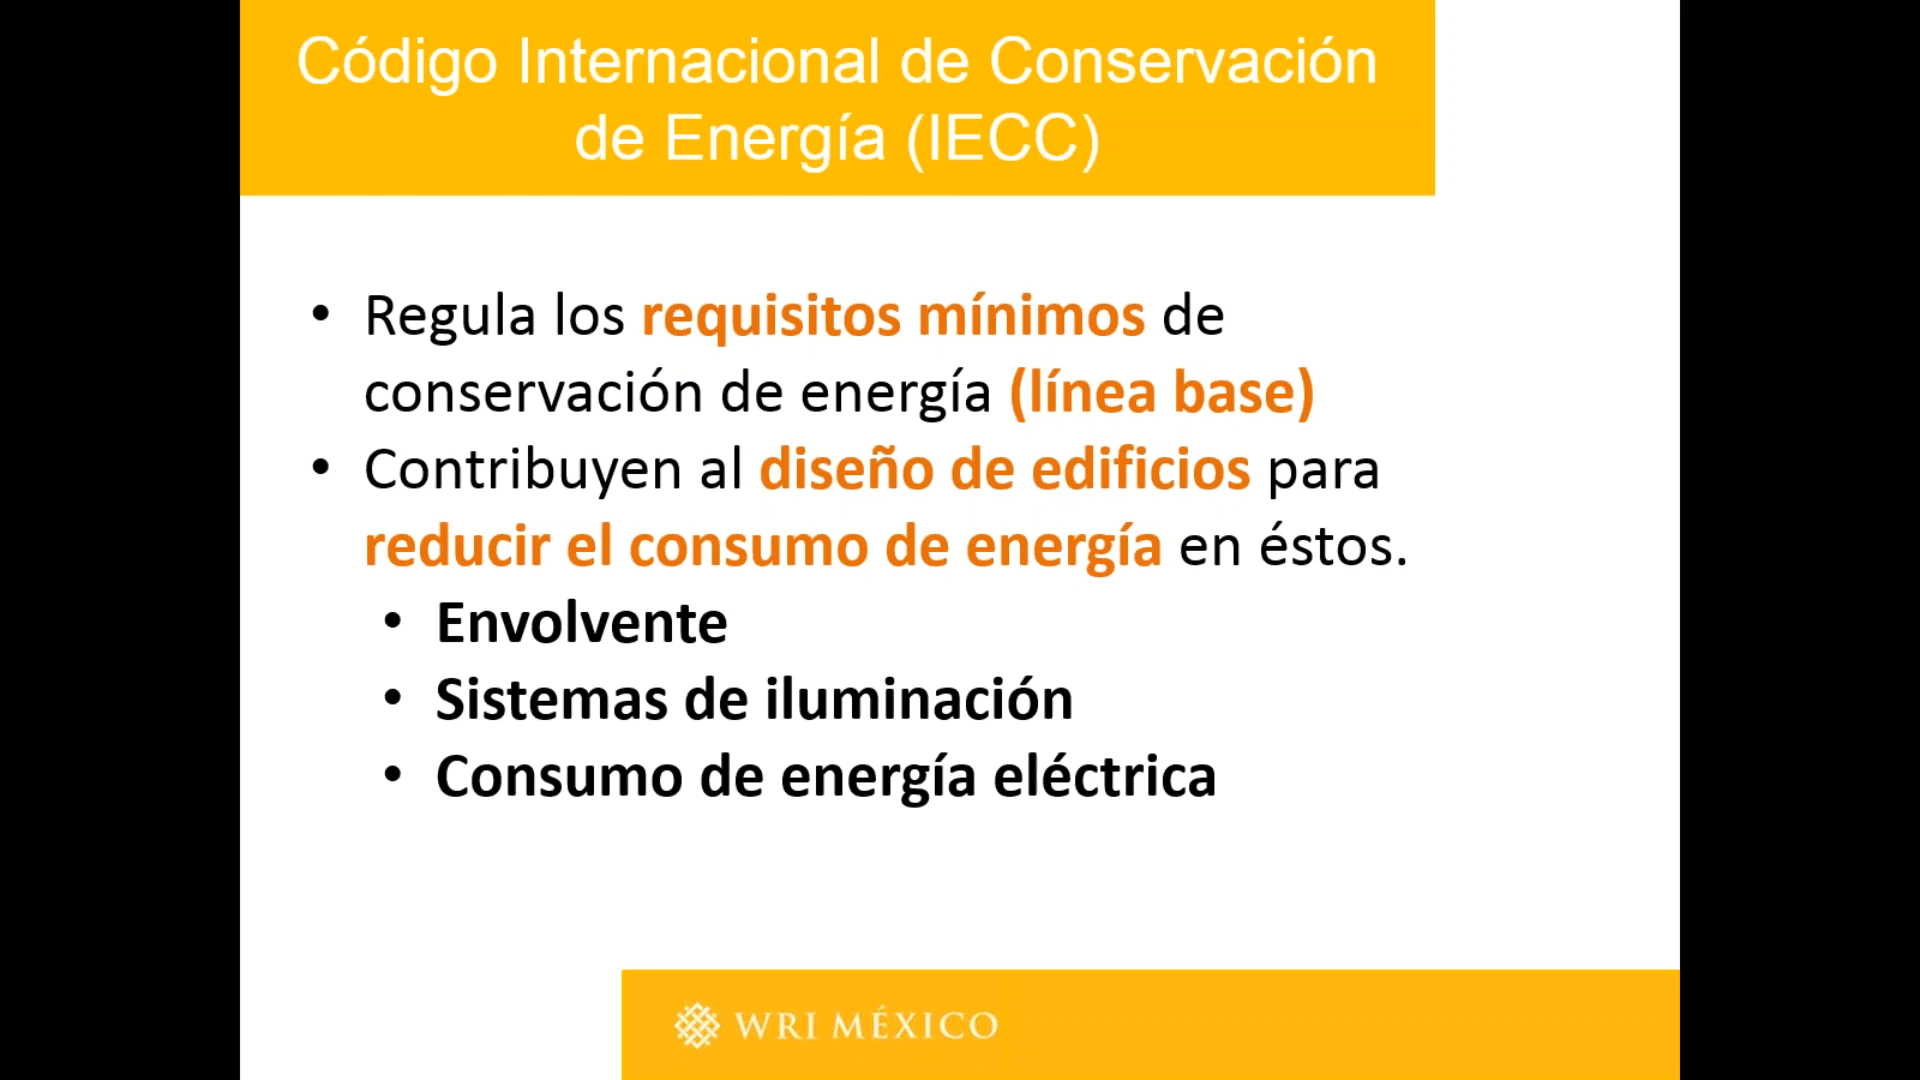 Código Internacional de Conservación
de Energía (IECC)
• Regula los requisitos mínimos de
conservación de energía (línea base)
• Contribuyen al diseño de edificios para
reducir el consumo de energía en éstos.
• Envolvente
• Sistemas de iluminación
• Consumo de energía eléctrica
WRI MÉXICO